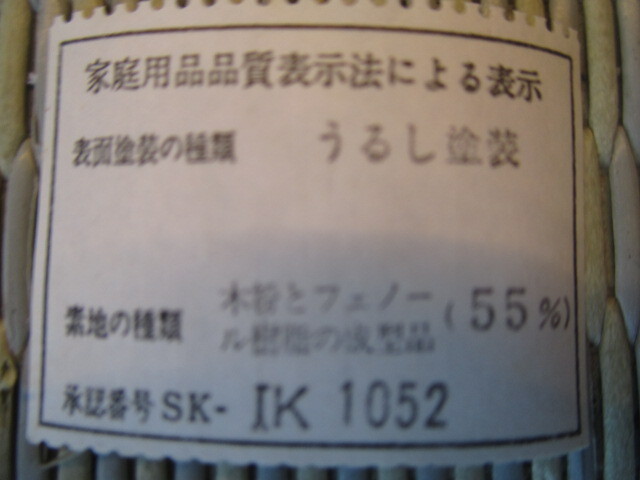 家庭用品品質表示法による表示
表面塗装の種類 うるし塗装
素地の種類 木粉とフェノー
ル樹脂の成型品 (55%)
承認番号 SK- IK 1052